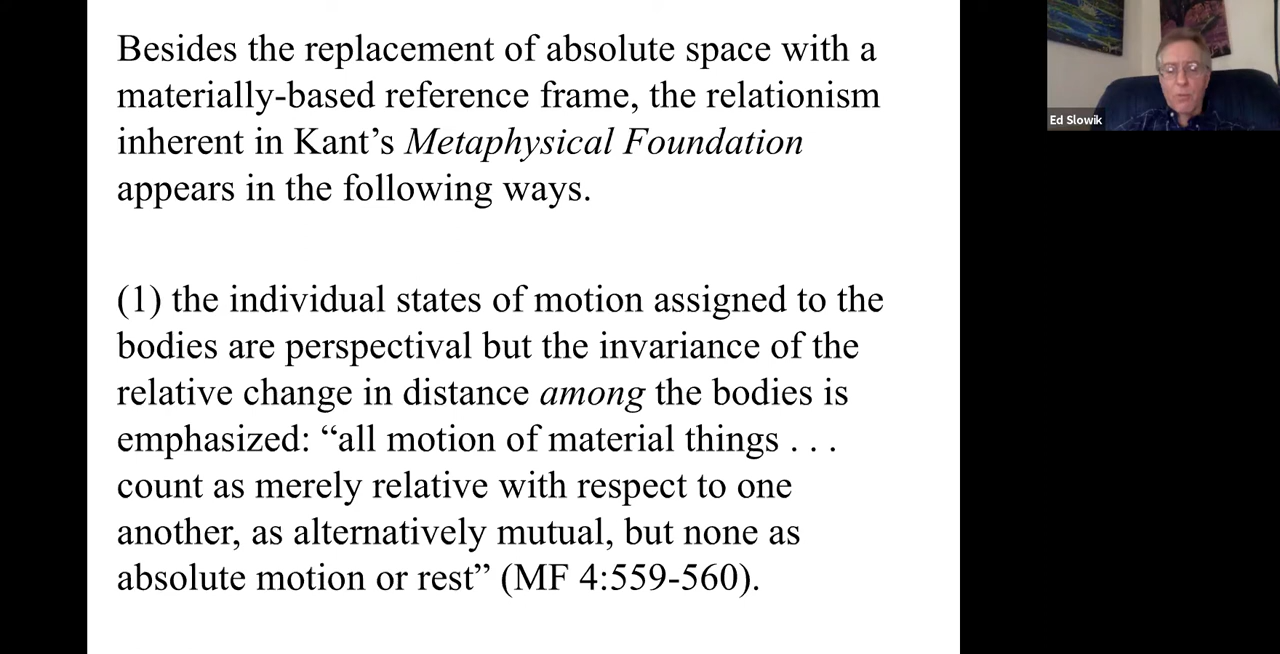 Besides the replacement of absolute space with a
materially-based reference frame, the relationism
inherent in Kant’s Metaphysical Foundation
appears in the following ways.
(1) the individual states of motion assigned to the
bodies are perspectival but the invariance of the
relative change in distance among the bodies is
emphasized: “all motion of material things . . .
count as merely relative with respect to one
another, as alternatively mutual, but none as
absolute motion or rest” (MF 4:559-560).
Ed Slowik